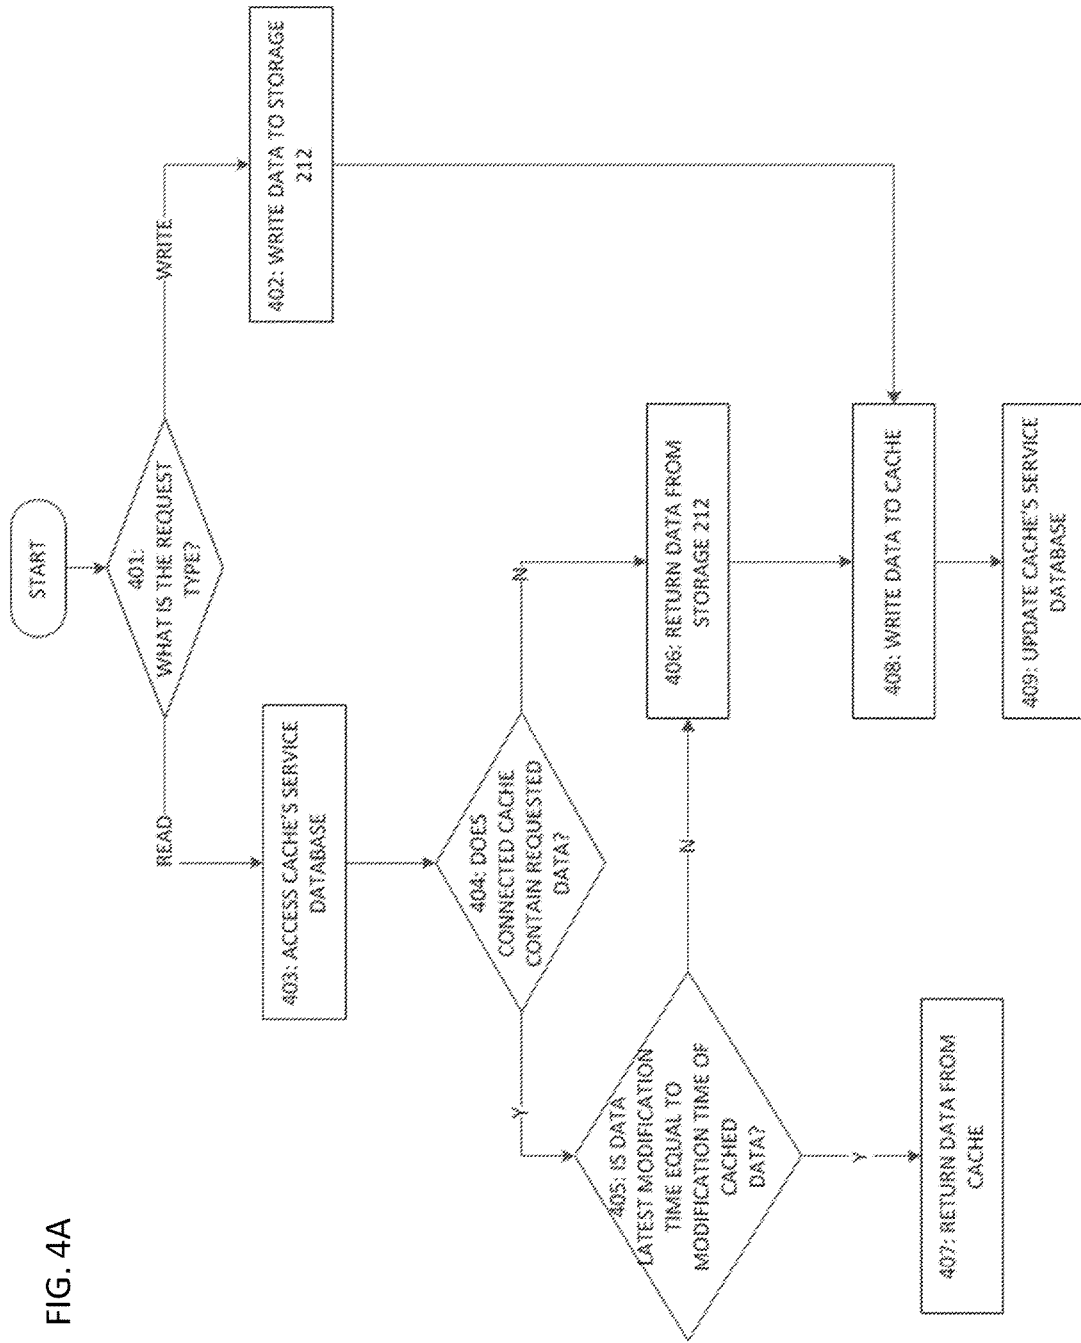 FIG. 4A
START
401:
WHAT IS THE REQUEST
TYPE?
READ
WRITE
402: WRITE DATA TO STORAGE
212
403: ACCESS CACHE'S SERVICE
DATABASE
404: DOES
CONNECTED CACHE
CONTAIN REQUESTED
DATA?
Y
N
405: IS DATA
LATEST MODIFICATION
TIME EQUAL TO
MODIFICATION TIME OF
CACHED
DATA?
N
Y
406: RETURN DATA FROM
STORAGE 212
407: RETURN DATA FROM
CACHE
408: WRITE DATA TO CACHE
409: UPDATE CACHE'S SERVICE
DATABASE